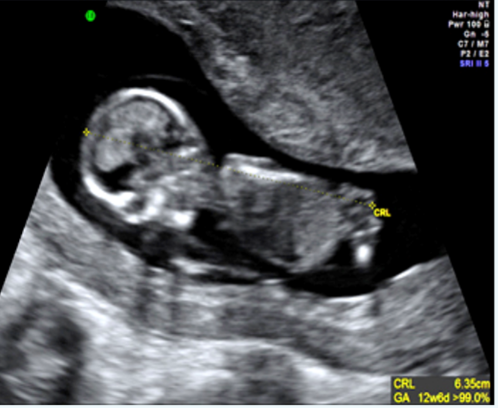 NT
Har-high
Pwr 100
Gn -5
C7 / M7
P2 / E2
SRI II 5
CRL
CRL 6.35cm
GA 12w6d >99.0%